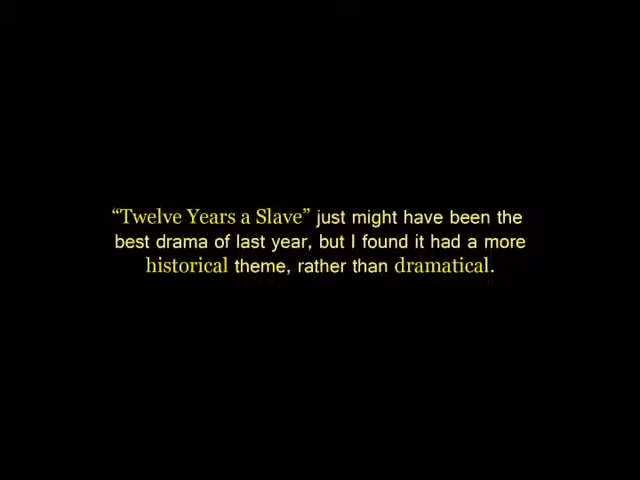 “Twelve Years a Slave” just might have been the
best drama of last year, but I found it had a more
historical theme, rather than dramatical.